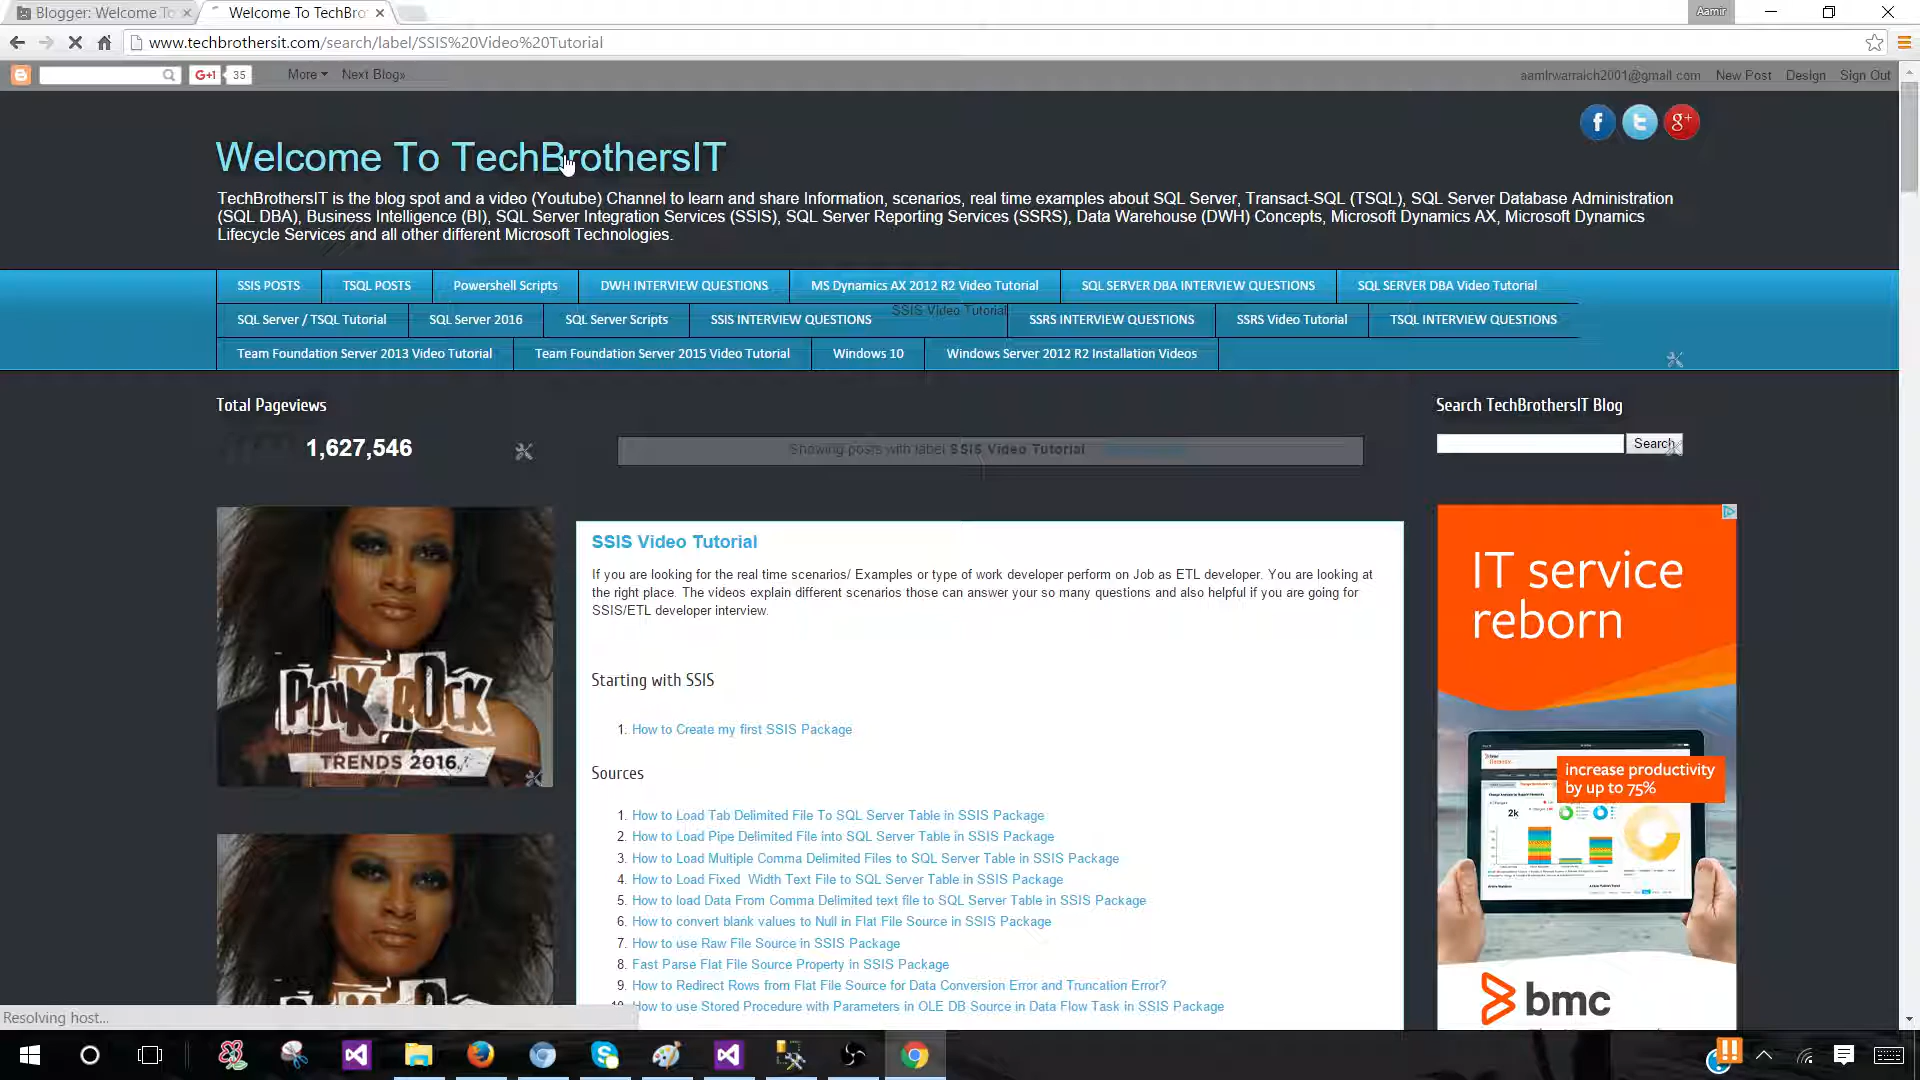 Blogger: Welcome To
Welcome To TechBro
Aamir
www.techbrothersit.com/search/label/SSIS%20Video%20Tutorial
G+1 35 More Next Blog»
aamirwarraich2001@gmail.com New Post Design Sign Out
Welcome To TechBrothersIT
TechBrothersIT is the blog spot and a video (Youtube) Channel to learn and share Information, scenarios, real time examples about SQL Server, Transact-SQL (TSQL), SQL Server Database Administration
(SQL DBA), Business Intelligence (BI), SQL Server Integration Services (SSIS), SQL Server Reporting Services (SSRS), Data Warehouse (DWH) Concepts, Microsoft Dynamics AX, Microsoft Dynamics
Lifecycle Services and all other different Microsoft Technologies.
SSIS POSTS TSQL POSTS Powershell Scripts DWH INTERVIEW QUESTIONS MS Dynamics AX 2012 R2 Video Tutorial SQL SERVER DBA INTERVIEW QUESTIONS SQL SERVER DBA Video Tutorial
SQL Server / TSQL Tutorial SQL Server 2016 SQL Server Scripts SSIS INTERVIEW QUESTIONS SSIS Video Tutorial SSRS INTERVIEW QUESTIONS SSRS Video Tutorial TSQL INTERVIEW QUESTIONS
Team Foundation Server 2013 Video Tutorial Team Foundation Server 2015 Video Tutorial Windows 10 Windows Server 2012 R2 Installation Videos
Total Pageviews
1,627,546
Showing posts with label SSIS Video Tutorial
Search TechBrothersIT Blog
Search
PUNK ROCK
TRENDS 2016
SSIS Video Tutorial
If you are looking for the real time scenarios/ Examples or type of work developer perform on Job as ETL developer. You are looking at
the right place. The videos explain different scenarios those can answer your so many questions and also helpful if you are going for
SSIS/ETL developer interview.
Starting with SSIS
1. How to Create my first SSIS Package
Sources
1. How to Load Tab Delimited File To SQL Server Table in SSIS Package
2. How to Load Pipe Delimited File into SQL Server Table in SSIS Package
3. How to Load Multiple Comma Delimited Files to SQL Server Table in SSIS Package
4. How to Load Fixed Width Text File to SQL Server Table in SSIS Package
5. How to load Data From Comma Delimited text file to SQL Server Table in SSIS Package
6. How to convert blank values to Null in Flat File Source in SSIS Package
7. How to use Raw File Source in SSIS Package
8. Fast Parse Flat File Source Property in SSIS Package
9. How to Redirect Rows from Flat File Source for Data Conversion Error and Truncation Error?
10. How to use Stored Procedure with Parameters in OLE DB Source in Data Flow Task in SSIS Package
IT service
reborn
increase productivity
by up to 75%
2k
bmc
Resolving host...